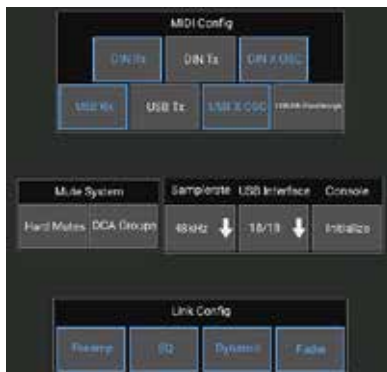 MIDI Config
DIN Rx DIN Tx DIN X OSC
USB Rx USB Tx USB X OSC
Mute System Samplerate USB Interface Console
Hard Mutes DCA Groups 48kHz 18/18 Initialize
Link Config
Preamp EQ Dynamic Fader